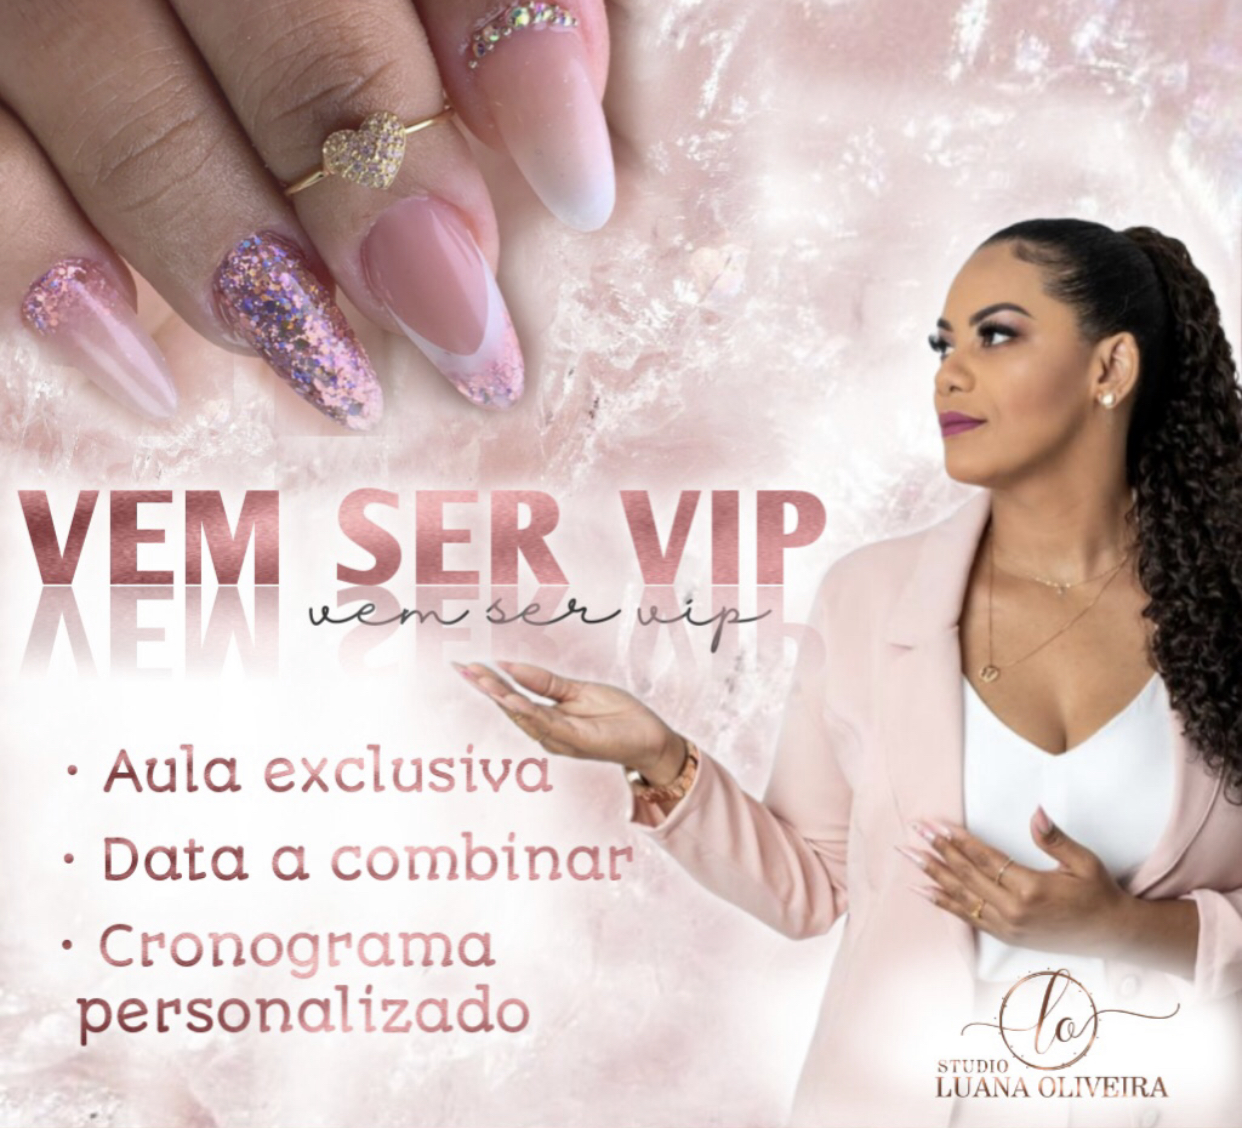 VEM SER VIP
vem ser vip
• Aula exclusiva
• Data a combinar
• Cronograma
personalizado
lo
STUDIO
LUANA OLIVEIRA